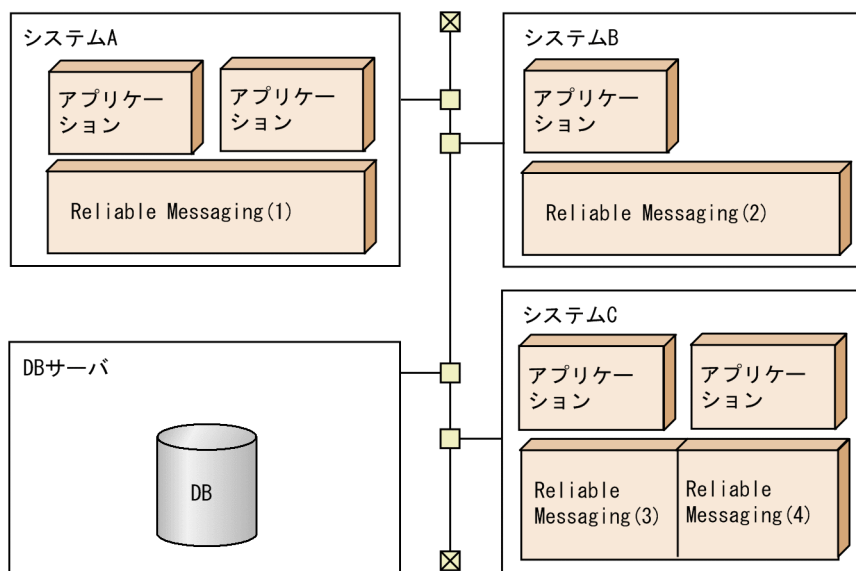 システムA
アプリケー
ション
アプリケー
ション
Reliable Messaging(1)
システムB
アプリケー
ション
Reliable Messaging(2)
DBサーバ
DB
システムC
アプリケー
ション
アプリケー
ション
Reliable
Messaging(3)
Reliable
Messaging(4)